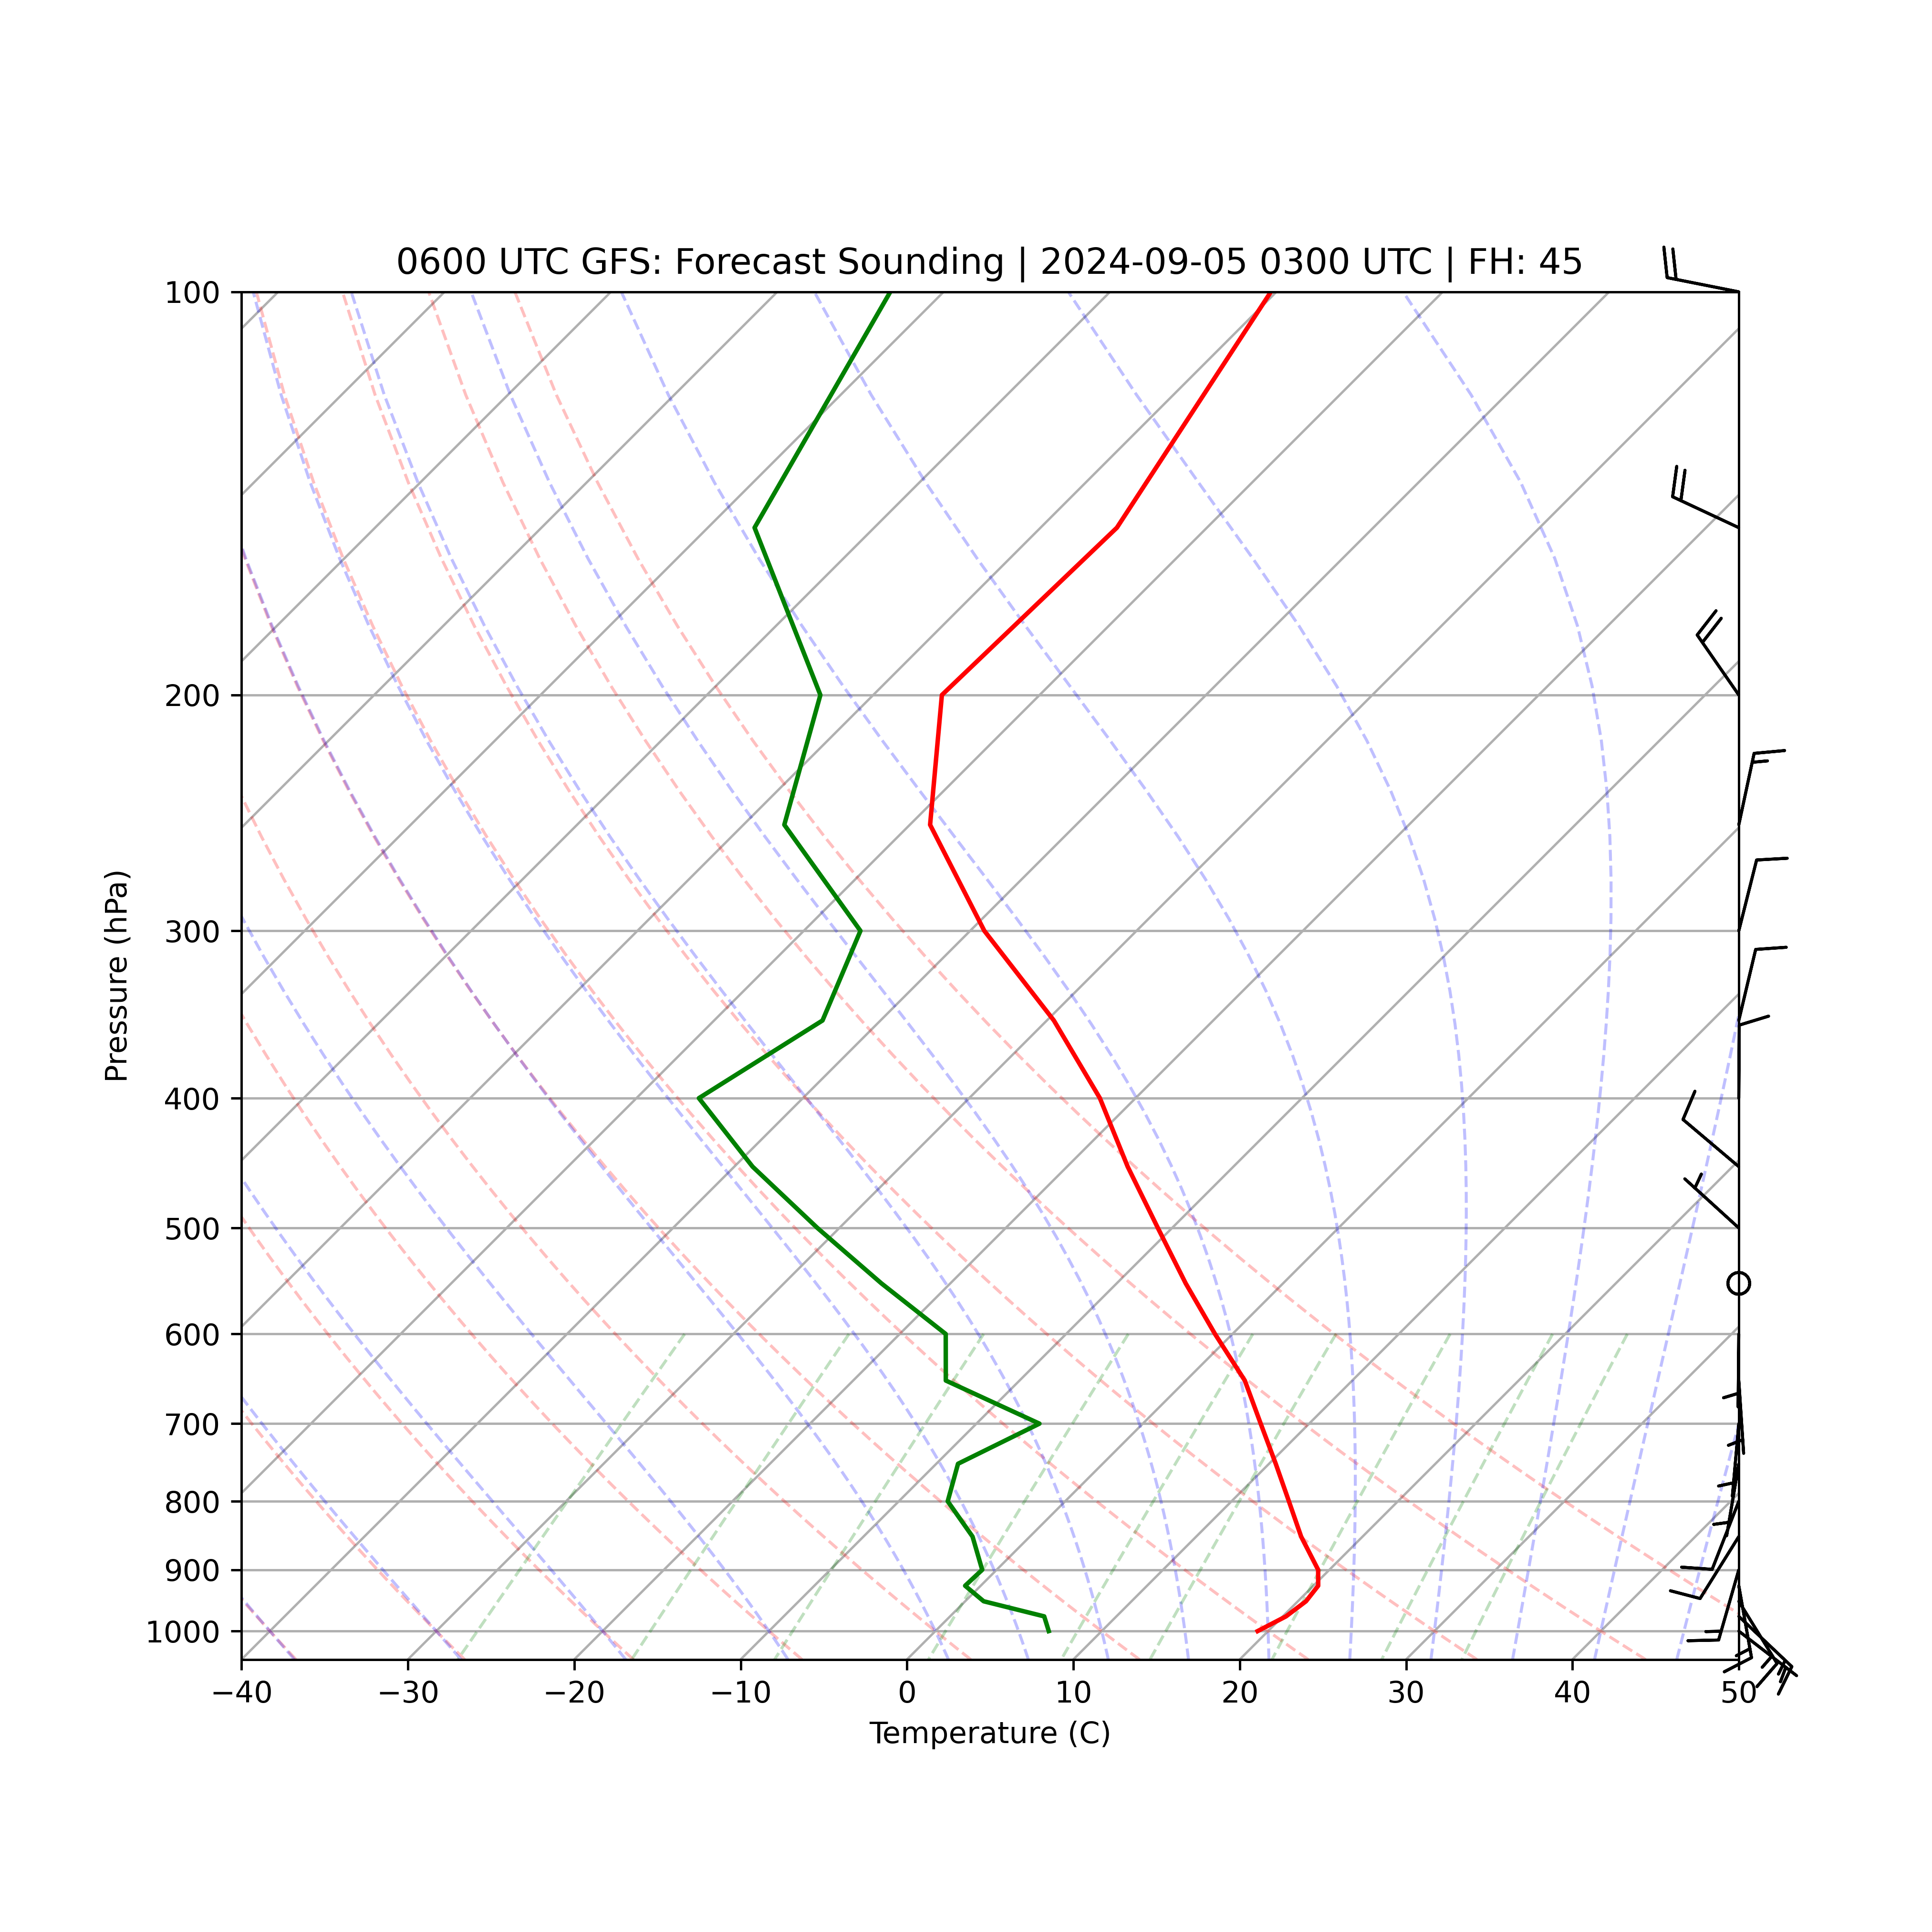 0600 UTC GFS: Forecast Sounding | 2024-09-05 0300 UTC | FH: 45
100
200
300
400
500
600
700
800
900
1000
Pressure (hPa)
−40 −30 −20 −10 0 10 20 30 40 50
Temperature (C)